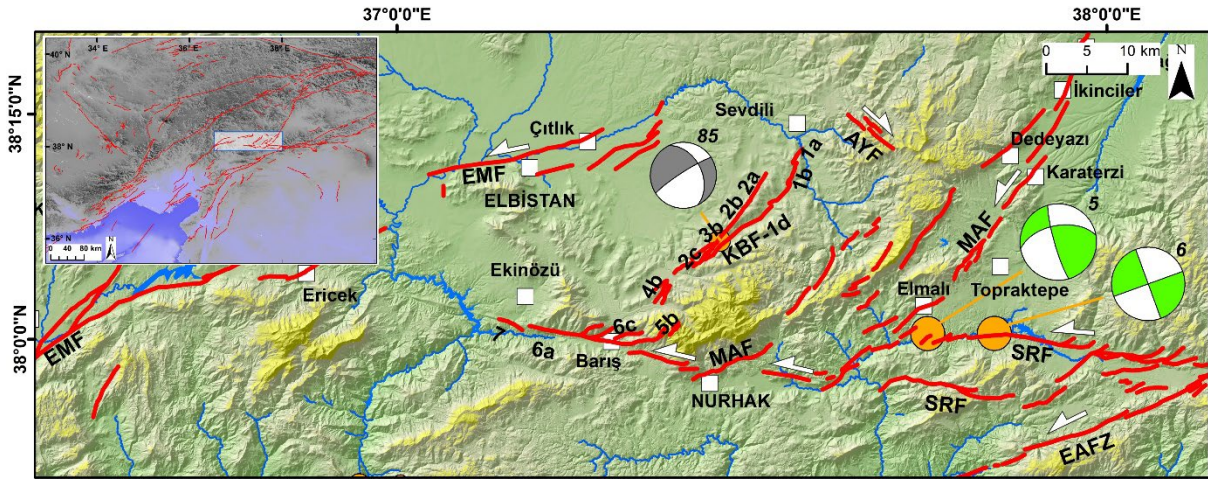 37°0'0"E
38°0'0"E
34° E
36° E
38° E
40° N
38° N
36° N
0 40 80 km
N
0 5 10 km
N
38°15'0"N
38°0'0"N
İkinciler
Sevdili
Çıtlık
85
AYF
Dedeyazı
1a
EMF
1b
Karaterzi
ELBİSTAN
2a
2b
5
3b
KBF-1d
MAF
2c
6
Ekinözü
4b
Elmalı
Topraktepe
Ericek
6c
5b
7
6a
EMF
Barış
MAF
SRF
NURHAK
SRF
EAFZ